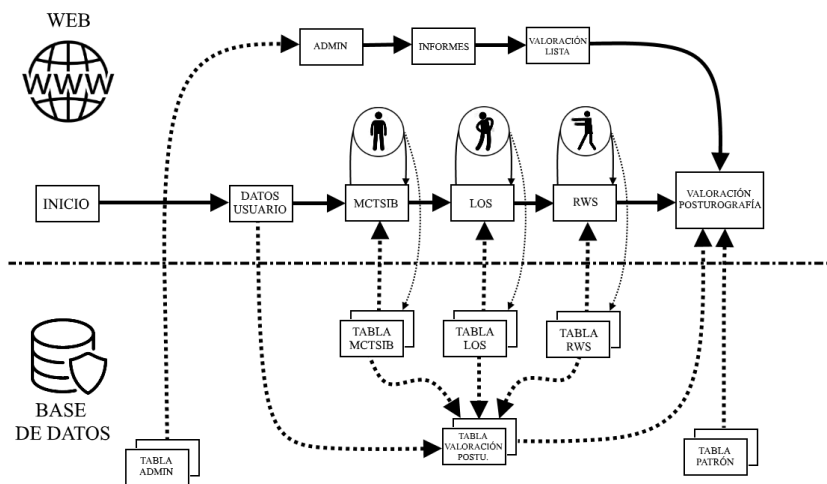 WEB
WWW
ADMIN
INFORMES
VALORACIÓN
LISTA
INICIO
DATOS
USUARIO
MCTSIB
LOS
RWS
VALORACIÓN
POSTUROGRAFÍA
TABLA
MCTSIB
TABLA
LOS
TABLA
RWS
BASE
DE DATOS
TABLA
ADMIN
TABLA
VALORACIÓN
POSTU.
TABLA
PATRÓN